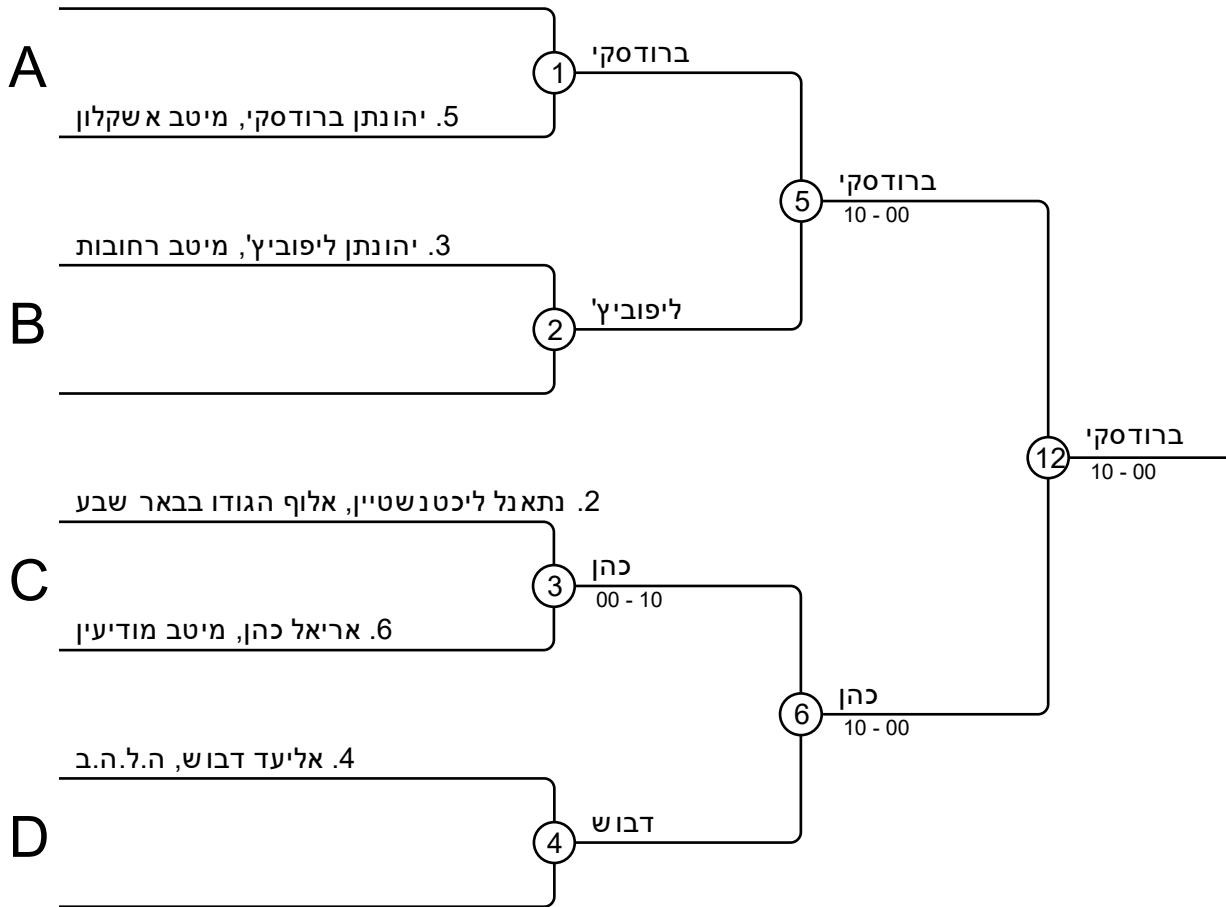 A
1
ברודסקי
5. יהונתן ברודסקי, מיטב אשקלון
5
ברודסקי
10 - 00
3. יהונתן ליפוביץ', מיטב רחובות
B
2
ליפוביץ'
12
ברודסקי
10 - 00
2. נתאנל ליכטנשטיין, אלוף הגודו בבאר שבע
C
3
כהן
00 - 10
6. אריאל כהן, מיטב מודיעין
6
כהן
10 - 00
4. אליעד דבוש, ה.ל.ה.ב
D
4
דבוש